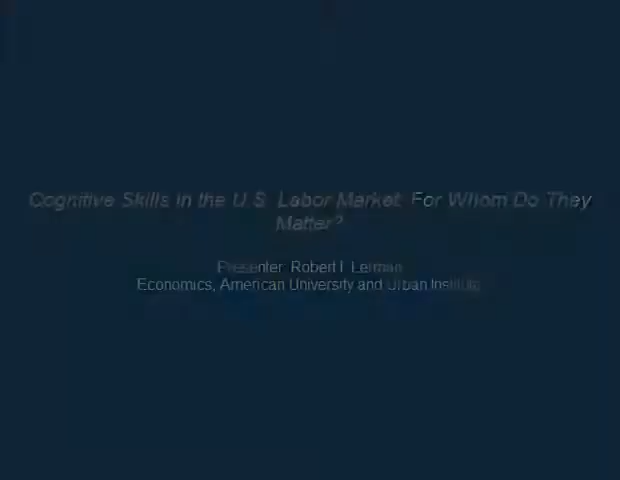 Cognitive Skills in the U.S. Labor Market: For Whom Do They
Matter?
Presenter: Robert I. Lerman
Economics, American University and Urban Institute